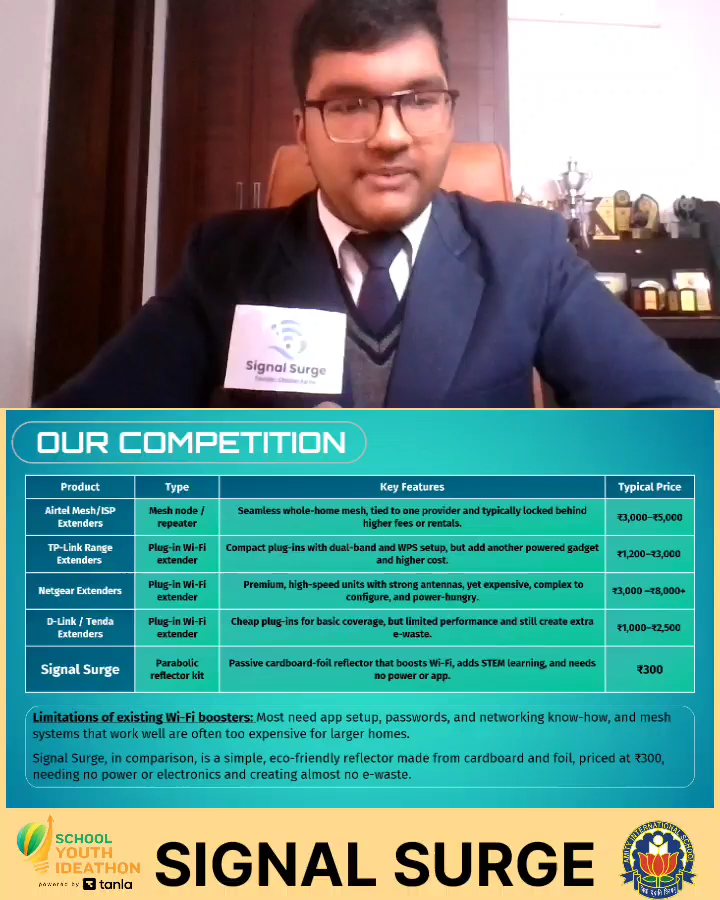 Signal Surge
OUR COMPETITION
Product Type Key Features Typical Price
Airtel Mesh/ISP Extenders Mesh node / repeater Seamless whole-home mesh, tied to one provider and typically locked behind higher fees or rentals. ₹3,000–₹5,000
TP-Link Range Extenders Plug-in Wi-Fi extender Compact plug-ins with dual-band and WPS setup, but add another powered gadget and higher cost. ₹1,200–₹3,000
Netgear Extenders Plug-in Wi-Fi extender Premium, high-speed units with strong antennas, yet expensive, complex to configure, and power-hungry. ₹3,000 –₹8,000+
D-Link / Tenda Extenders Plug-in Wi-Fi extender Cheap plug-ins for basic coverage, but limited performance and still create extra e-waste. ₹1,000–₹2,500
Signal Surge Parabolic reflector kit Passive cardboard-foil reflector that boosts Wi-Fi, adds STEM learning, and needs no power or app. ₹300
Limitations of existing Wi-Fi boosters: Most need app setup, passwords, and networking know-how, and mesh
systems that work well are often too expensive for larger homes.
Signal Surge, in comparison, is a simple, eco-friendly reflector made from cardboard and foil, priced at ₹300,
needing no power or electronics and creating almost no e-waste.
SCHOOL
YOUTH
IDEATHON
powered by tanla
SIGNAL SURGE
AMITY INTERNATIONAL SCHOOL